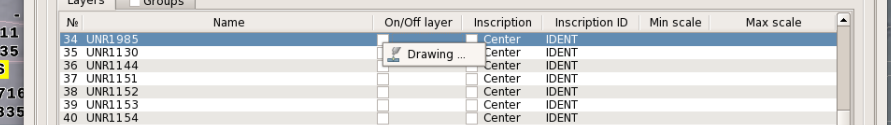 Layers Groups
№ Name On/Off layer Inscription Inscription ID Min scale Max scale
34 UNR1985 Center IDENT
35 UNR1130 Center IDENT
36 UNR1144 Center IDENT
37 UNR1151 Center IDENT
38 UNR1152 Center IDENT
39 UNR1153 Center IDENT
40 UNR1154 Center IDENT
Drawing ...
11
35
716
335